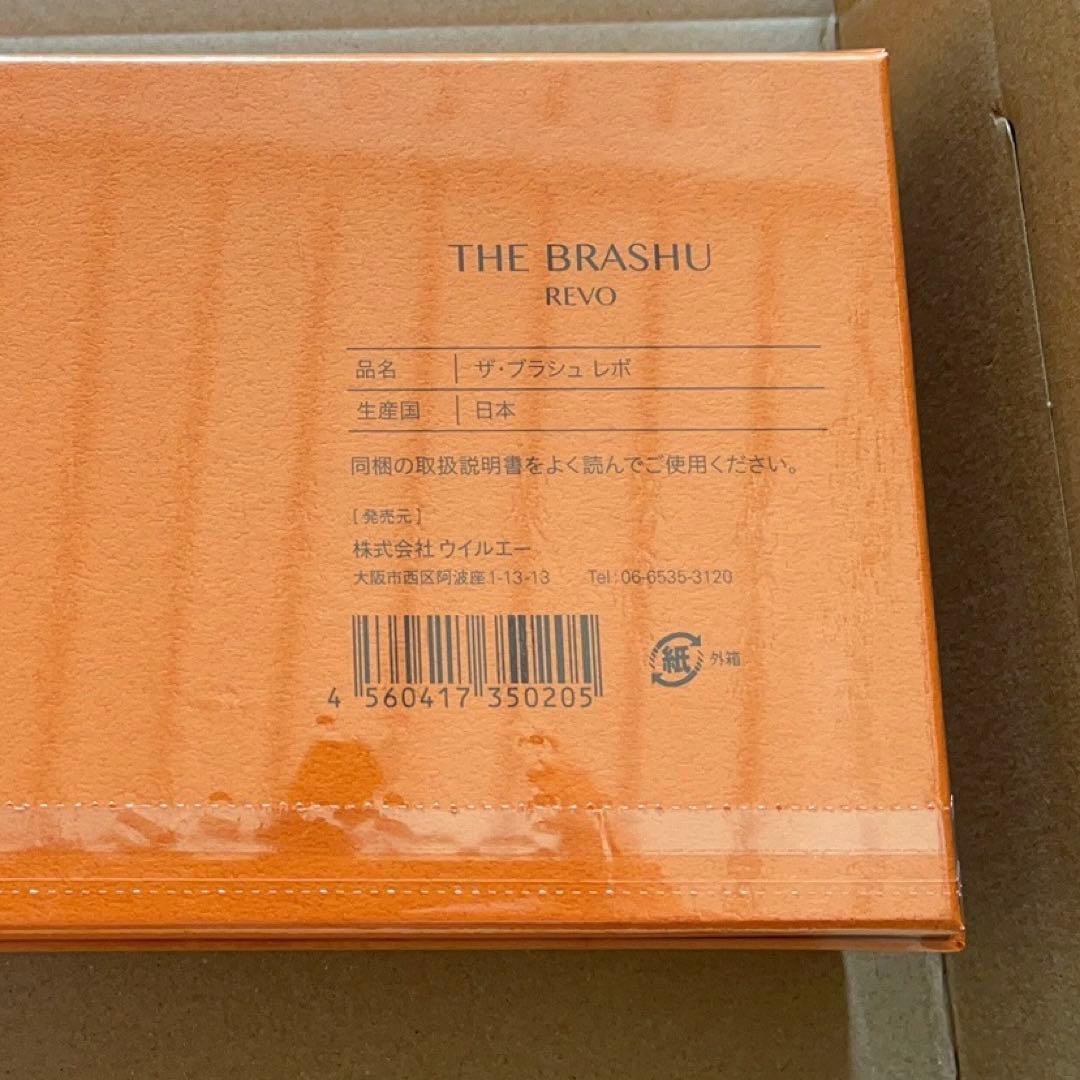 THE BRASHU
REVO
品名 ザ・ブラシュ レボ
生産国 日本
同梱の取扱説明書をよく読んでご使用ください。
[発売元]
株式会社 ウイルエー
大阪市西区阿波座1-13-13 Tel:06-6535-3120
4 560417 350205
紙 外箱